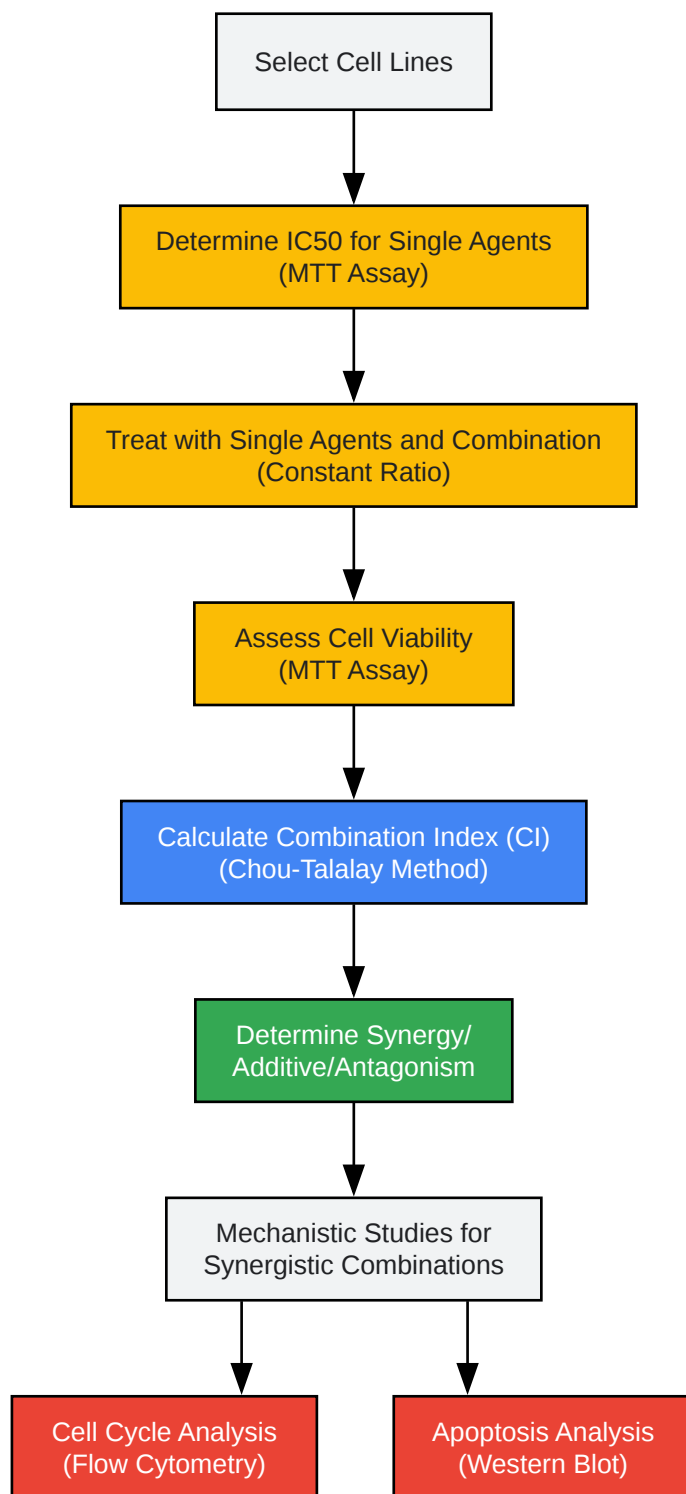 Select Cell Lines
Determine IC50 for Single Agents
(MTT Assay)
Treat with Single Agents and Combination
(Constant Ratio)
Assess Cell Viability
(MTT Assay)
Calculate Combination Index (CI)
(Chou-Talalay Method)
Determine Synergy/
Additive/Antagonism
Mechanistic Studies for
Synergistic Combinations
Cell Cycle Analysis
(Flow Cytometry)
Apoptosis Analysis
(Western Blot)